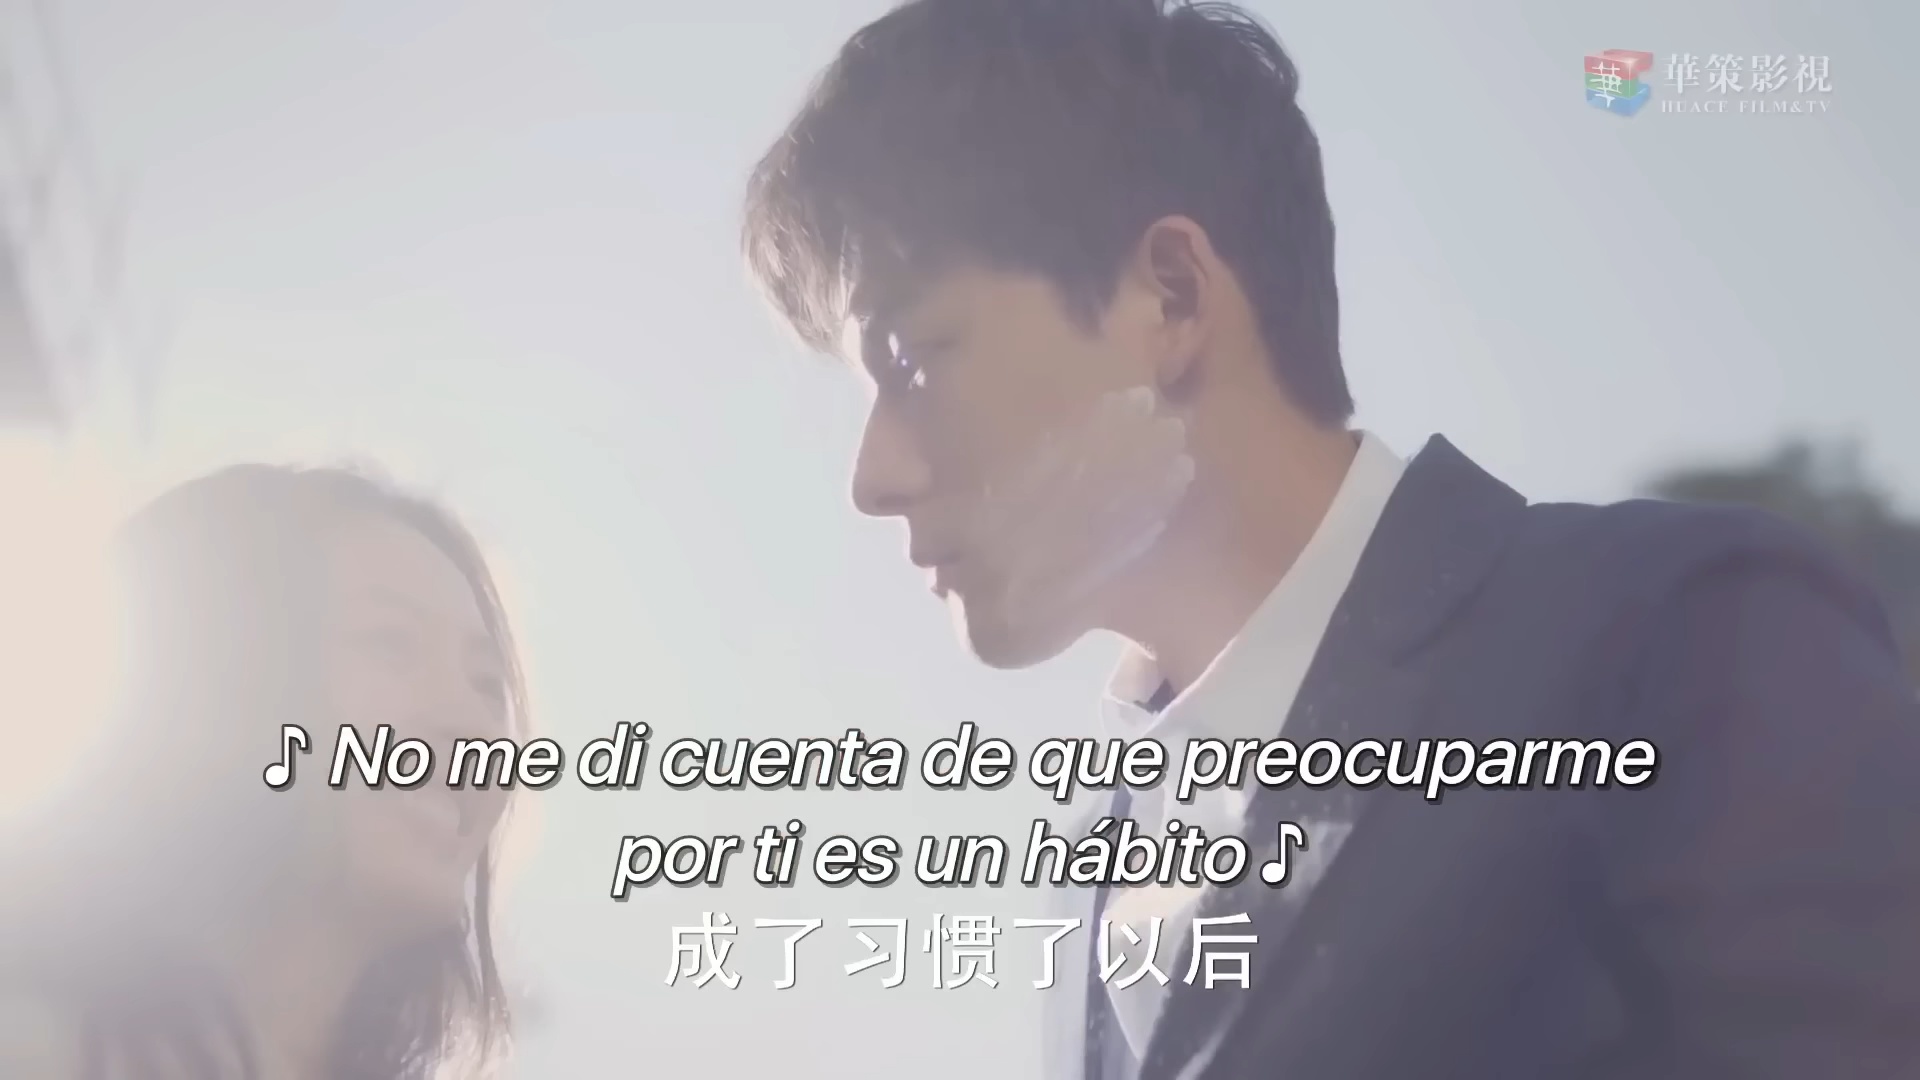 華策影視
HUACE FILM&TV
♪ No me di cuenta de que preocuparme
por ti es un hábito ♪
成了习惯了以后